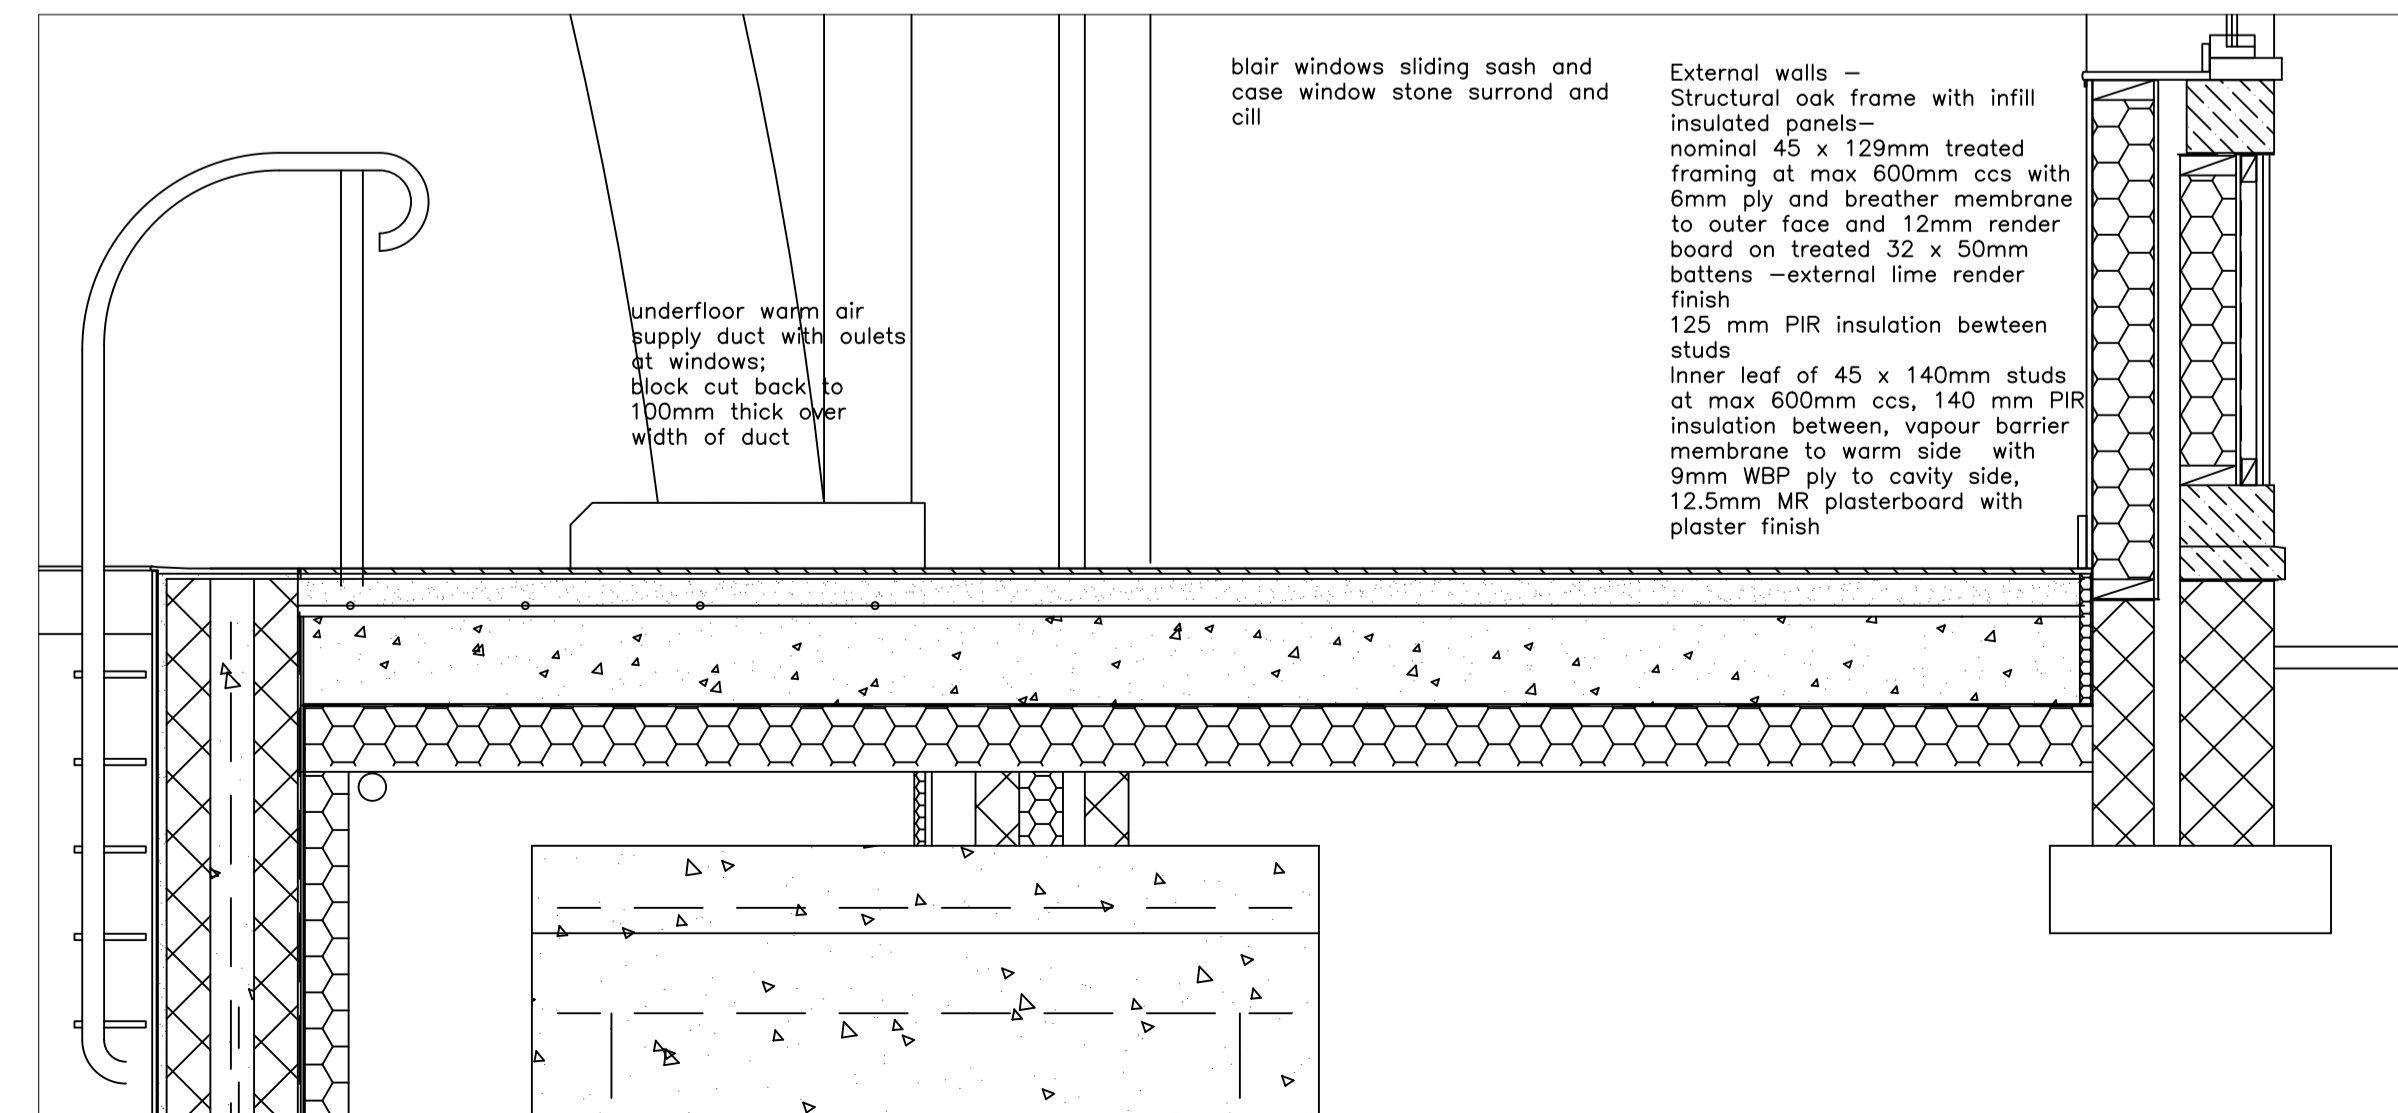 blair windows sliding sash and
case window stone surrond and
cill
External walls –
Structural oak frame with infill
insulated panels–
nominal 45 x 129mm treated
framing at max 600mm ccs with
6mm ply and breather membrane
to outer face and 12mm render
board on treated 32 x 50mm
battens –external lime render
finish
125 mm PIR insulation bewteen
studs
Inner leaf of 45 x 140mm studs
at max 600mm ccs, 140 mm PIR
insulation between, vapour barrier
membrane to warm side  with
9mm WBP ply to cavity side,
12.5mm MR plasterboard with
plaster finish
underfloor warm air
supply duct with oulets
at windows;
block cut back to
100mm thick over
width of duct